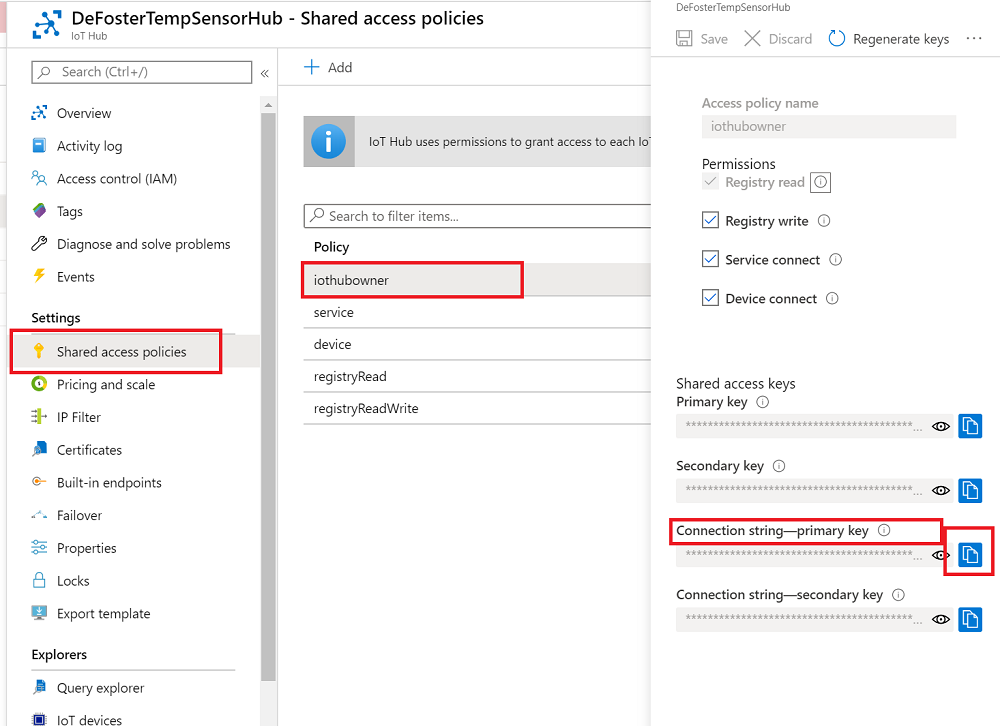 DeFosterTempSensorHub - Shared access policies
IoT Hub
Search (Ctrl+/)
«
Overview
Activity log
Access control (IAM)
Tags
Diagnose and solve problems
Events
Settings
Shared access policies
Pricing and scale
IP Filter
Certificates
Built-in endpoints
Failover
Properties
Locks
Export template
Explorers
Query explorer
IoT devices
+ Add
IoT Hub uses permissions to grant access to each IoT
Search to filter items...
Policy
iothubowner
service
device
registryRead
registryReadWrite
DeFosterTempSensorHub
Save Discard Regenerate keys ...
Access policy name
iothubowner
Permissions
Registry read
Registry write
Service connect
Device connect
Shared access keys
Primary key
****************************************...
Secondary key
****************************************...
Connection string—primary key
****************************************...
Connection string—secondary key
****************************************...